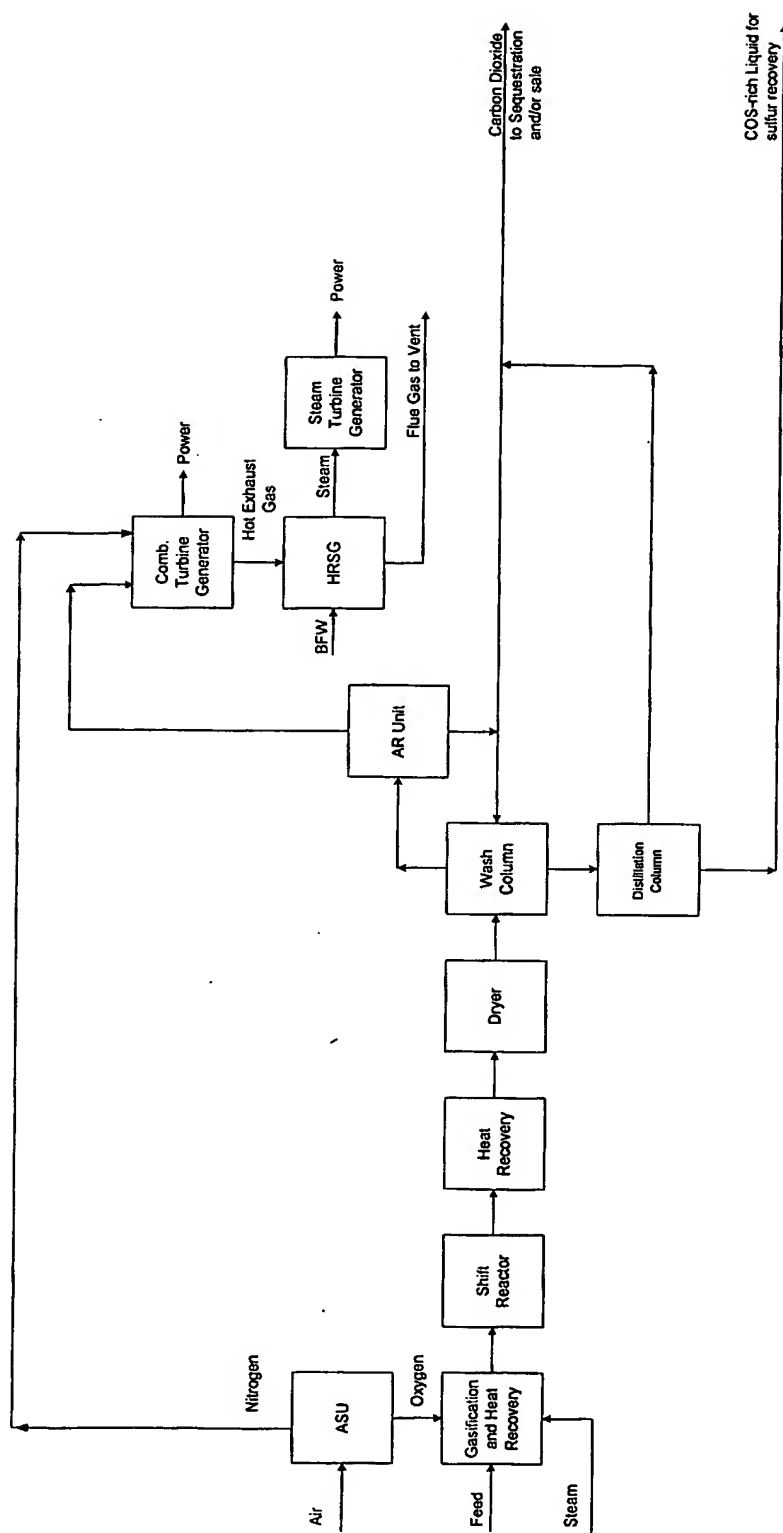 Air
Feed
Steam
ASU
Nitrogen
Oxygen
Gasification
and Heat
Recovery
Shift
Reactor
Heat
Recovery
Dryer
Wash
Column
Distillation
Column
AR Unit
Comb.
Turbine
Generator
Power
Hot Exhaust
Gas
BFW
HRSG
Steam
Steam
Turbine
Generator
Power
Flue Gas to Vent
Carbon Dioxide
to Sequestration
and/or sale
COS-rich Liquid for
sulfur recovery